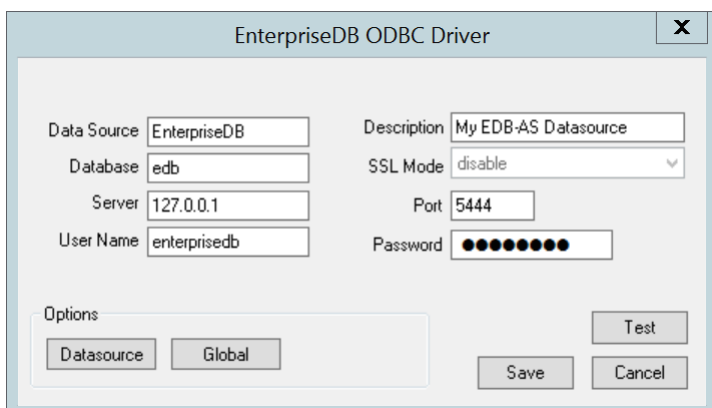 EnterpriseDB ODBC Driver
X
Data Source EnterpriseDB
Description My EDB-AS Datasource
Database edb
SSL Mode disable
Server 127.0.0.1
Port 5444
User Name enterprisedb
Password ●●●●●●●●
Options
Datasource Global
Test
Save Cancel